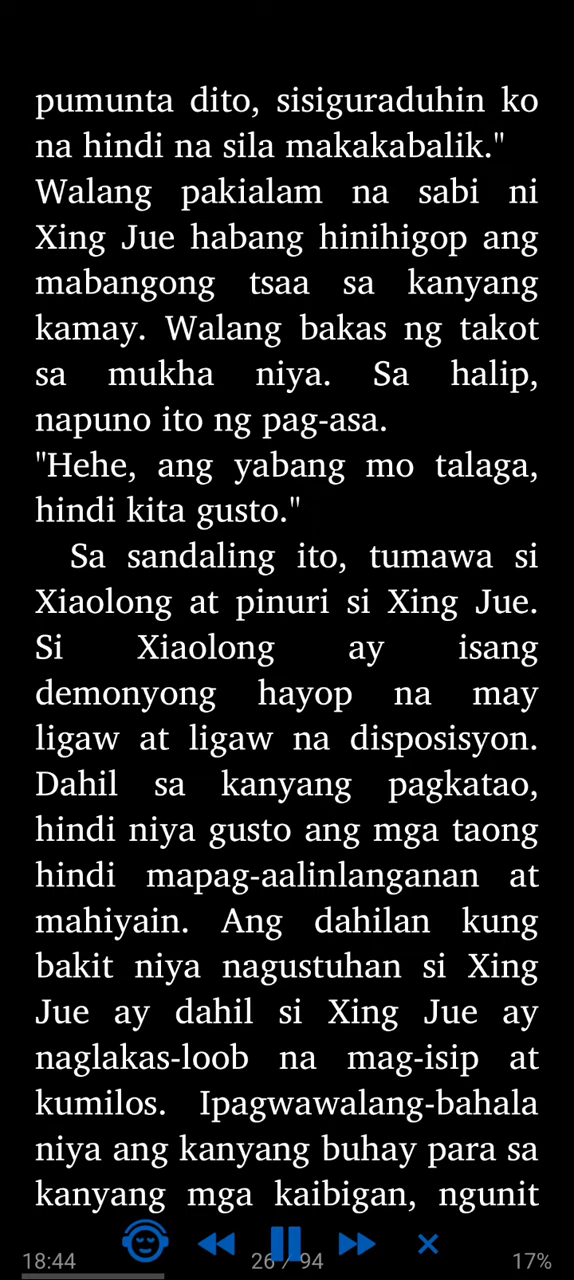 pumunta dito, sisiguraduhin ko
na hindi na sila makakabalik."
Walang pakialam na sabi ni
Xing Jue habang hinihigop ang
mabangong tsaa sa kanyang
kamay. Walang bakas ng takot
sa mukha niya. Sa halip,
napuno ito ng pag-asa.
"Hehe, ang yabang mo talaga,
hindi kita gusto."
Sa sandaling ito, tumawa si
Xiaolong at pinuri si Xing Jue.
Si Xiaolong ay isang
demonyong hayop na may
ligaw at ligaw na disposisyon.
Dahil sa kanyang pagkatao,
hindi niya gusto ang mga taong
hindi mapag-aalinlanganan at
mahiyain. Ang dahilan kung
bakit niya nagustuhan si Xing
Jue ay dahil si Xing Jue ay
naglakas-loob na mag-isip at
kumilos. Ipagwawalang-bahala
niya ang kanyang buhay para sa
kanyang mga kaibigan, ngunit
18:44 26 / 94 17%